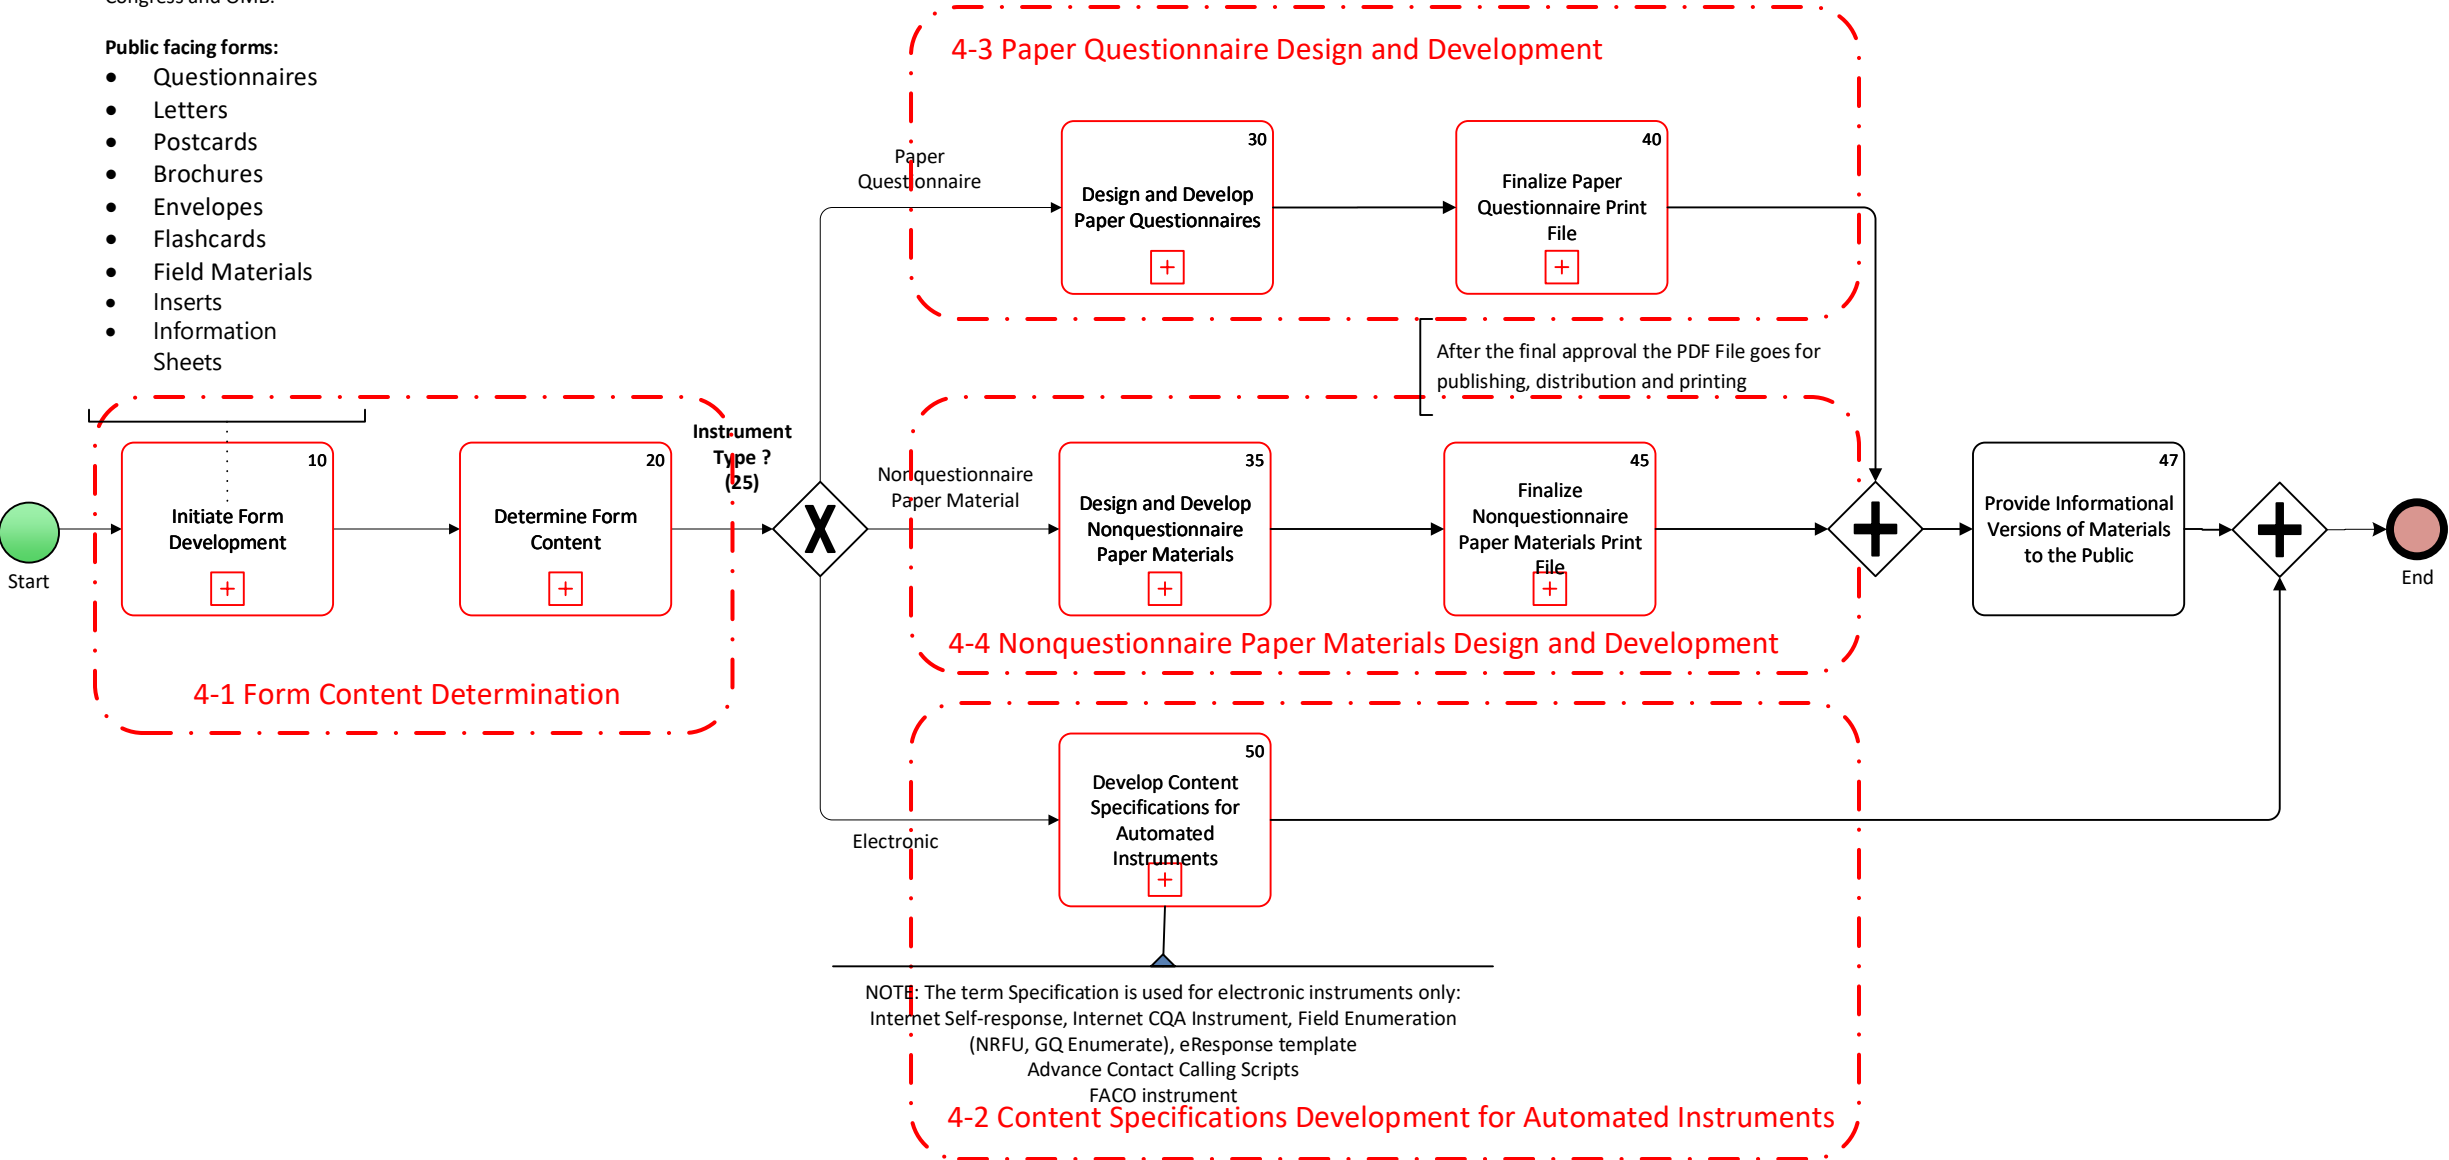 Congress and OMB.
Public facing forms:
• Questionnaires
• Letters
• Postcards
• Brochures
• Envelopes
• Flashcards
• Field Materials
• Inserts
• Information
Sheets
Start
10
Initiate Form
Development
+
20
Determine Form
Content
+
4-1 Form Content Determination
Instrument
Type ?
(25)
X
4-3 Paper Questionnaire Design and Development
Paper
Questionnaire
30
Design and Develop
Paper Questionnaires
+
40
Finalize Paper
Questionnaire Print
File
+
After the final approval the PDF File goes for
publishing, distribution and printing
Nonquestionnaire
Paper Material
35
Design and Develop
Nonquestionnaire
Paper Materials
+
45
Finalize
Nonquestionnaire
Paper Materials Print
File
+
4-4 Nonquestionnaire Paper Materials Design and Development
+
47
Provide Informational
Versions of Materials
to the Public
+
End
Electronic
50
Develop Content
Specifications for
Automated
Instruments
+
NOTE: The term Specification is used for electronic instruments only:
Internet Self-response, Internet CQA Instrument, Field Enumeration
(NRFU, GQ Enumerate), eResponse template
Advance Contact Calling Scripts
FACO instrument
4-2 Content Specifications Development for Automated Instruments